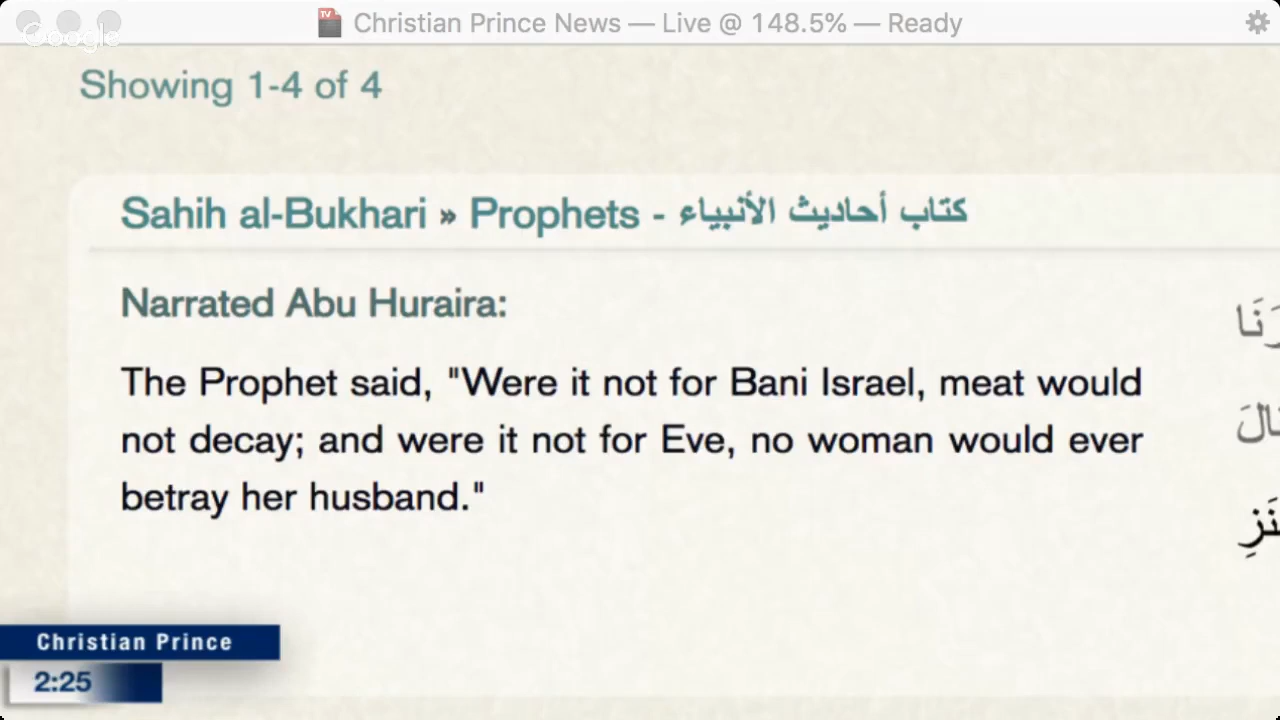 Christian Prince News — Live @ 148.5% — Ready
Google
Showing 1-4 of 4
Sahih al-Bukhari » Prophets - كتاب أحاديث الأنبياء
Narrated Abu Huraira:
The Prophet said, "Were it not for Bani Israel, meat would
not decay; and were it not for Eve, no woman would ever
betray her husband."
Christian Prince
2:25